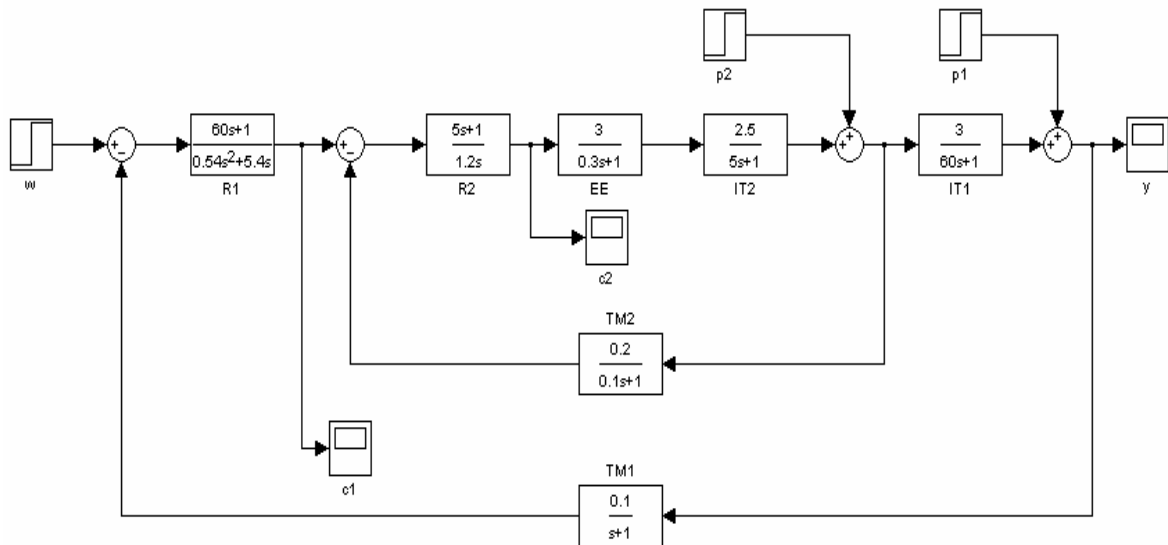 p2
p1
w
60s+1
0.54s²+5.4s
R1
5s+1
1.2s
R2
3
0.3s+1
EE
2.5
5s+1
IT2
3
60s+1
IT1
y
c2
TM2
0.2
0.1s+1
c1
TM1
0.1
s+1